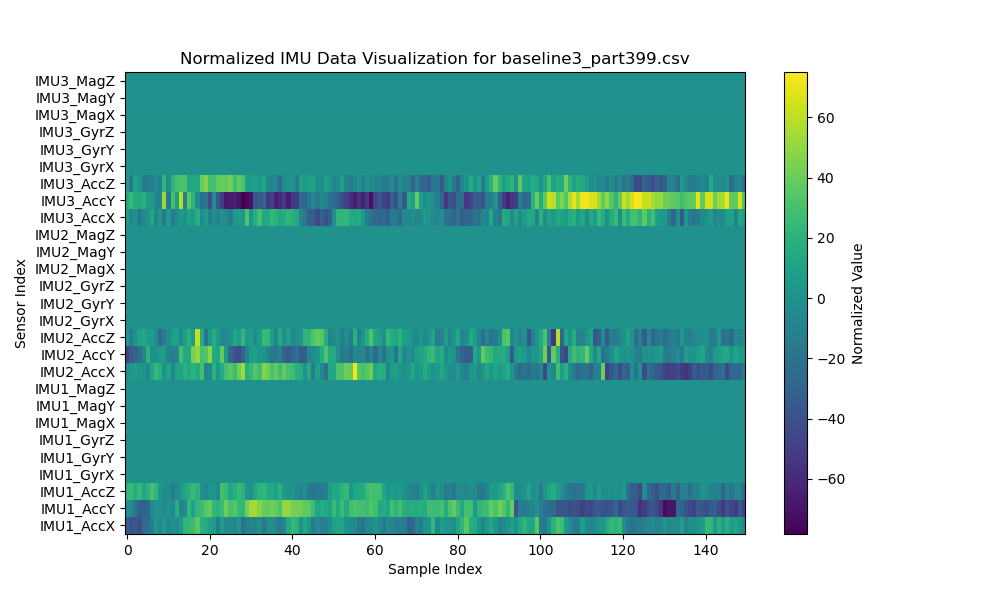 Normalized IMU Data Visualization for baseline3_part399.csv
IMU3_MagZ
IMU3_MagY
IMU3_MagX
IMU3_GyrZ
IMU3_GyrY
IMU3_GyrX
IMU3_AccZ
IMU3_AccY
IMU3_AccX
IMU2_MagZ
IMU2_MagY
IMU2_MagX
IMU2_GyrZ
IMU2_GyrY
IMU2_GyrX
IMU2_AccZ
IMU2_AccY
IMU2_AccX
IMU1_MagZ
IMU1_MagY
IMU1_MagX
IMU1_GyrZ
IMU1_GyrY
IMU1_GyrX
IMU1_AccZ
IMU1_AccY
IMU1_AccX
Sensor Index
0 20 40 60 80 100 120 140
Sample Index
60
40
20
0
−20
−40
−60
Normalized Value